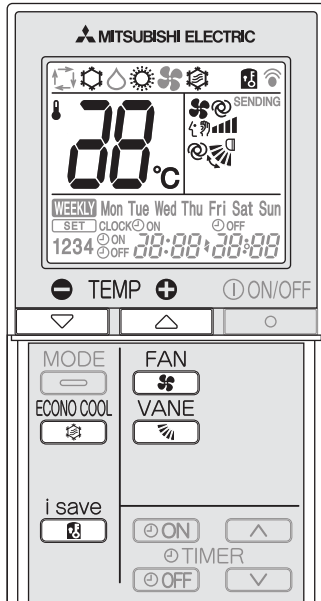 MITSUBISHI ELECTRIC
SENDING
88°C
WEEKLY Mon Tue Wed Thu Fri Sat Sun
SET CLOCK ON OFF
1234 ON OFF 88:88 88:88
TEMP ON/OFF
MODE FAN
ECONO COOL VANE
i save
ON
TIMER
OFF